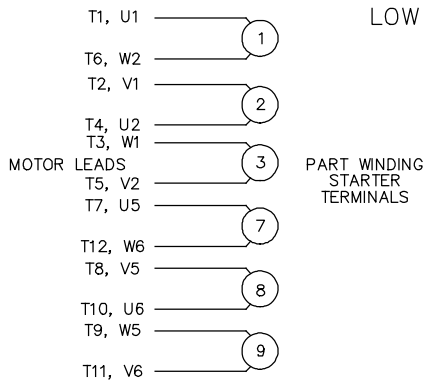 LOW
T1, U1
1
T6, W2
T2, V1
2
T4, U2
T3, W1
MOTOR LEADS
3
PART WINDING
STARTER
TERMINALS
T5, V2
T7, U5
7
T12, W6
T8, V5
8
T10, U6
T9, W5
9
T11, V6